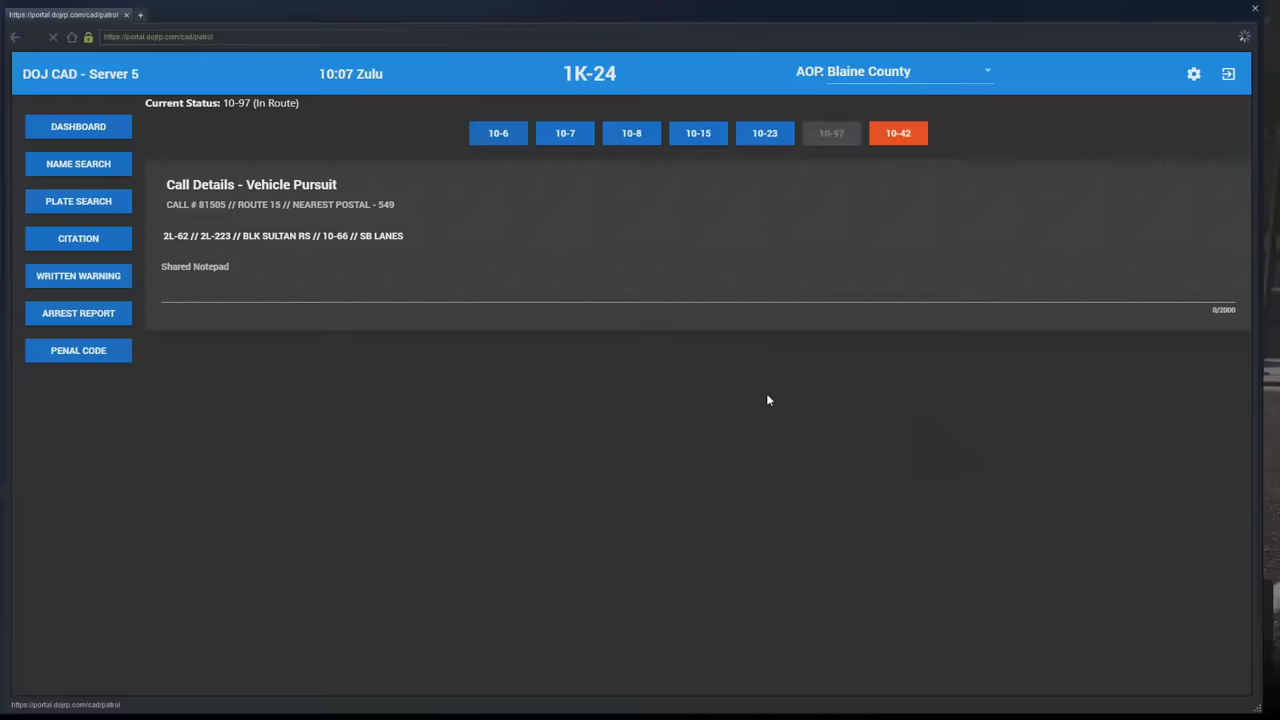 https://portal.dojrp.com/cad/patrol
https://portal.dojrp.com/cad/patrol
DOJ CAD - Server 5
10:07 Zulu
1K-24
AOP: Blaine County
Current Status: 10-97 (In Route)
10-6
10-7
10-8
10-15
10-23
10-97
10-42
DASHBOARD
NAME SEARCH
PLATE SEARCH
CITATION
WRITTEN WARNING
ARREST REPORT
PENAL CODE
Call Details - Vehicle Pursuit
CALL # 81505 // ROUTE 15 // NEAREST POSTAL - 549
2L-62 // 2L-223 // BLK SULTAN RS // 10-66 // SB LANES
Shared Notepad
0/2000
https://portal.dojrp.com/cad/patrol